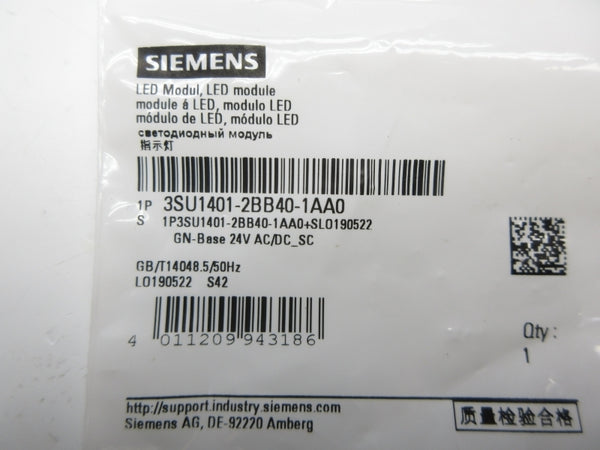 SIEMENS
LED Modul, LED module
module à LED, modulo LED
módulo de LED, módulo LED
светодиодный модуль
指示灯
1P 3SU1401-2BB40-1AA0
S 1P3SU1401-2BB40-1AA0+SLO190522
GN-Base 24V AC/DC_SC
GB/T14048.5/50Hz
LO190522 S42
4 011209 943186
Qty :
1
http://support.industry.siemens.com
Siemens AG, DE-92220 Amberg
质量检验合格